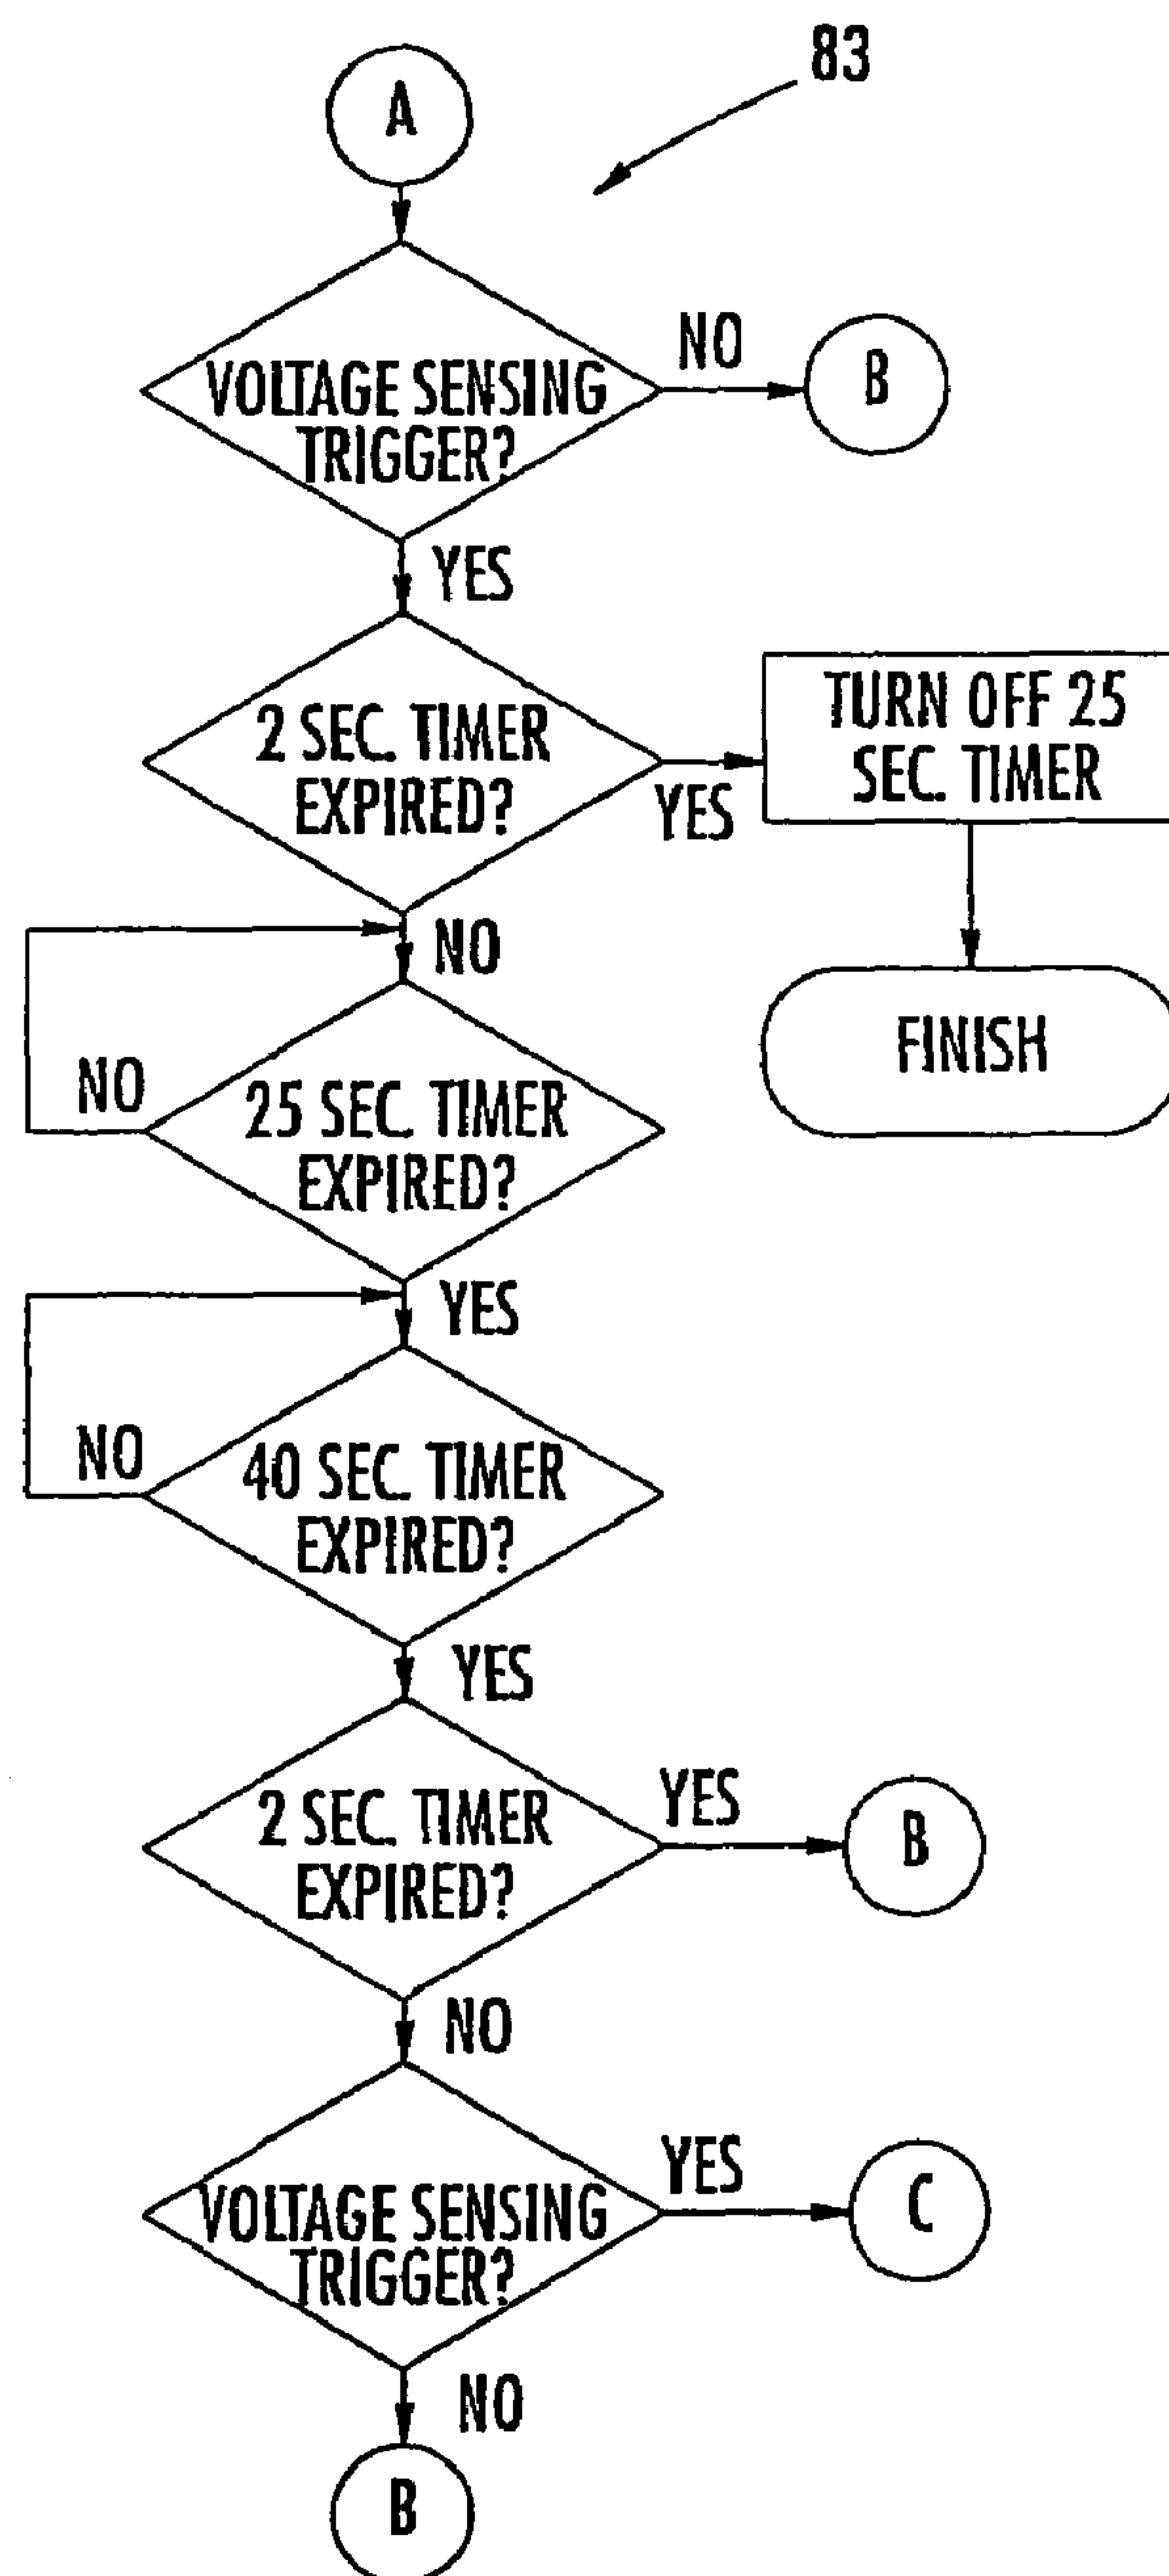 83
A
VOLTAGE SENSING
TRIGGER?
NO
B
YES
2 SEC. TIMER
EXPIRED?
YES
TURN OFF 25
SEC. TIMER
NO
FINISH
25 SEC. TIMER
EXPIRED?
NO
YES
40 SEC. TIMER
EXPIRED?
NO
YES
2 SEC. TIMER
EXPIRED?
YES
B
NO
VOLTAGE SENSING
TRIGGER?
YES
C
NO
B